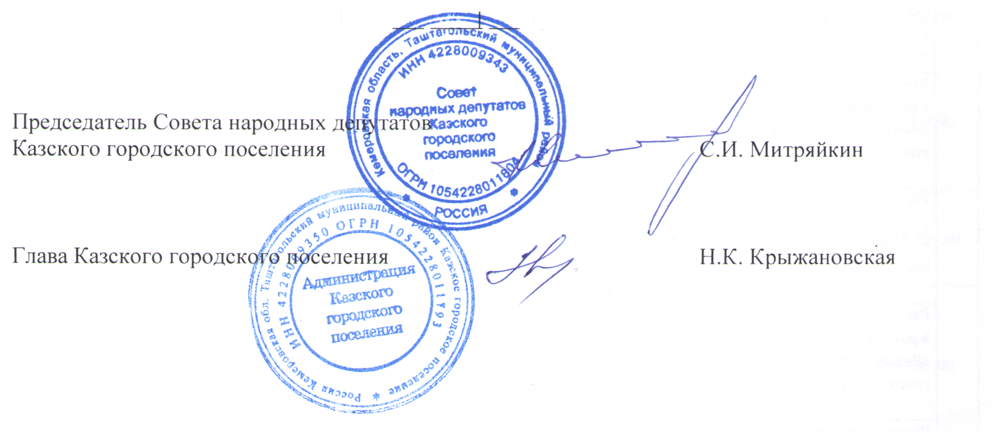 Председатель Совета народных депутатов
Казского городского поселения
С.И. Митряйкин
Кемеровская область, Таштагольский муниципальный район
ИНН 4228009343
Совет
народных депутатов
Казского
городского
поселения
ОГРН 1054228011804
* РОССИЯ *
Глава Казского городского поселения
Н.К. Крыжановская
Россия Кемеровская обл. Таштагольский муниципальный район Казское городское поселение *
ИНН 4228009350 ОГРН 1054228011793
Администрация
Казского
городского
поселения